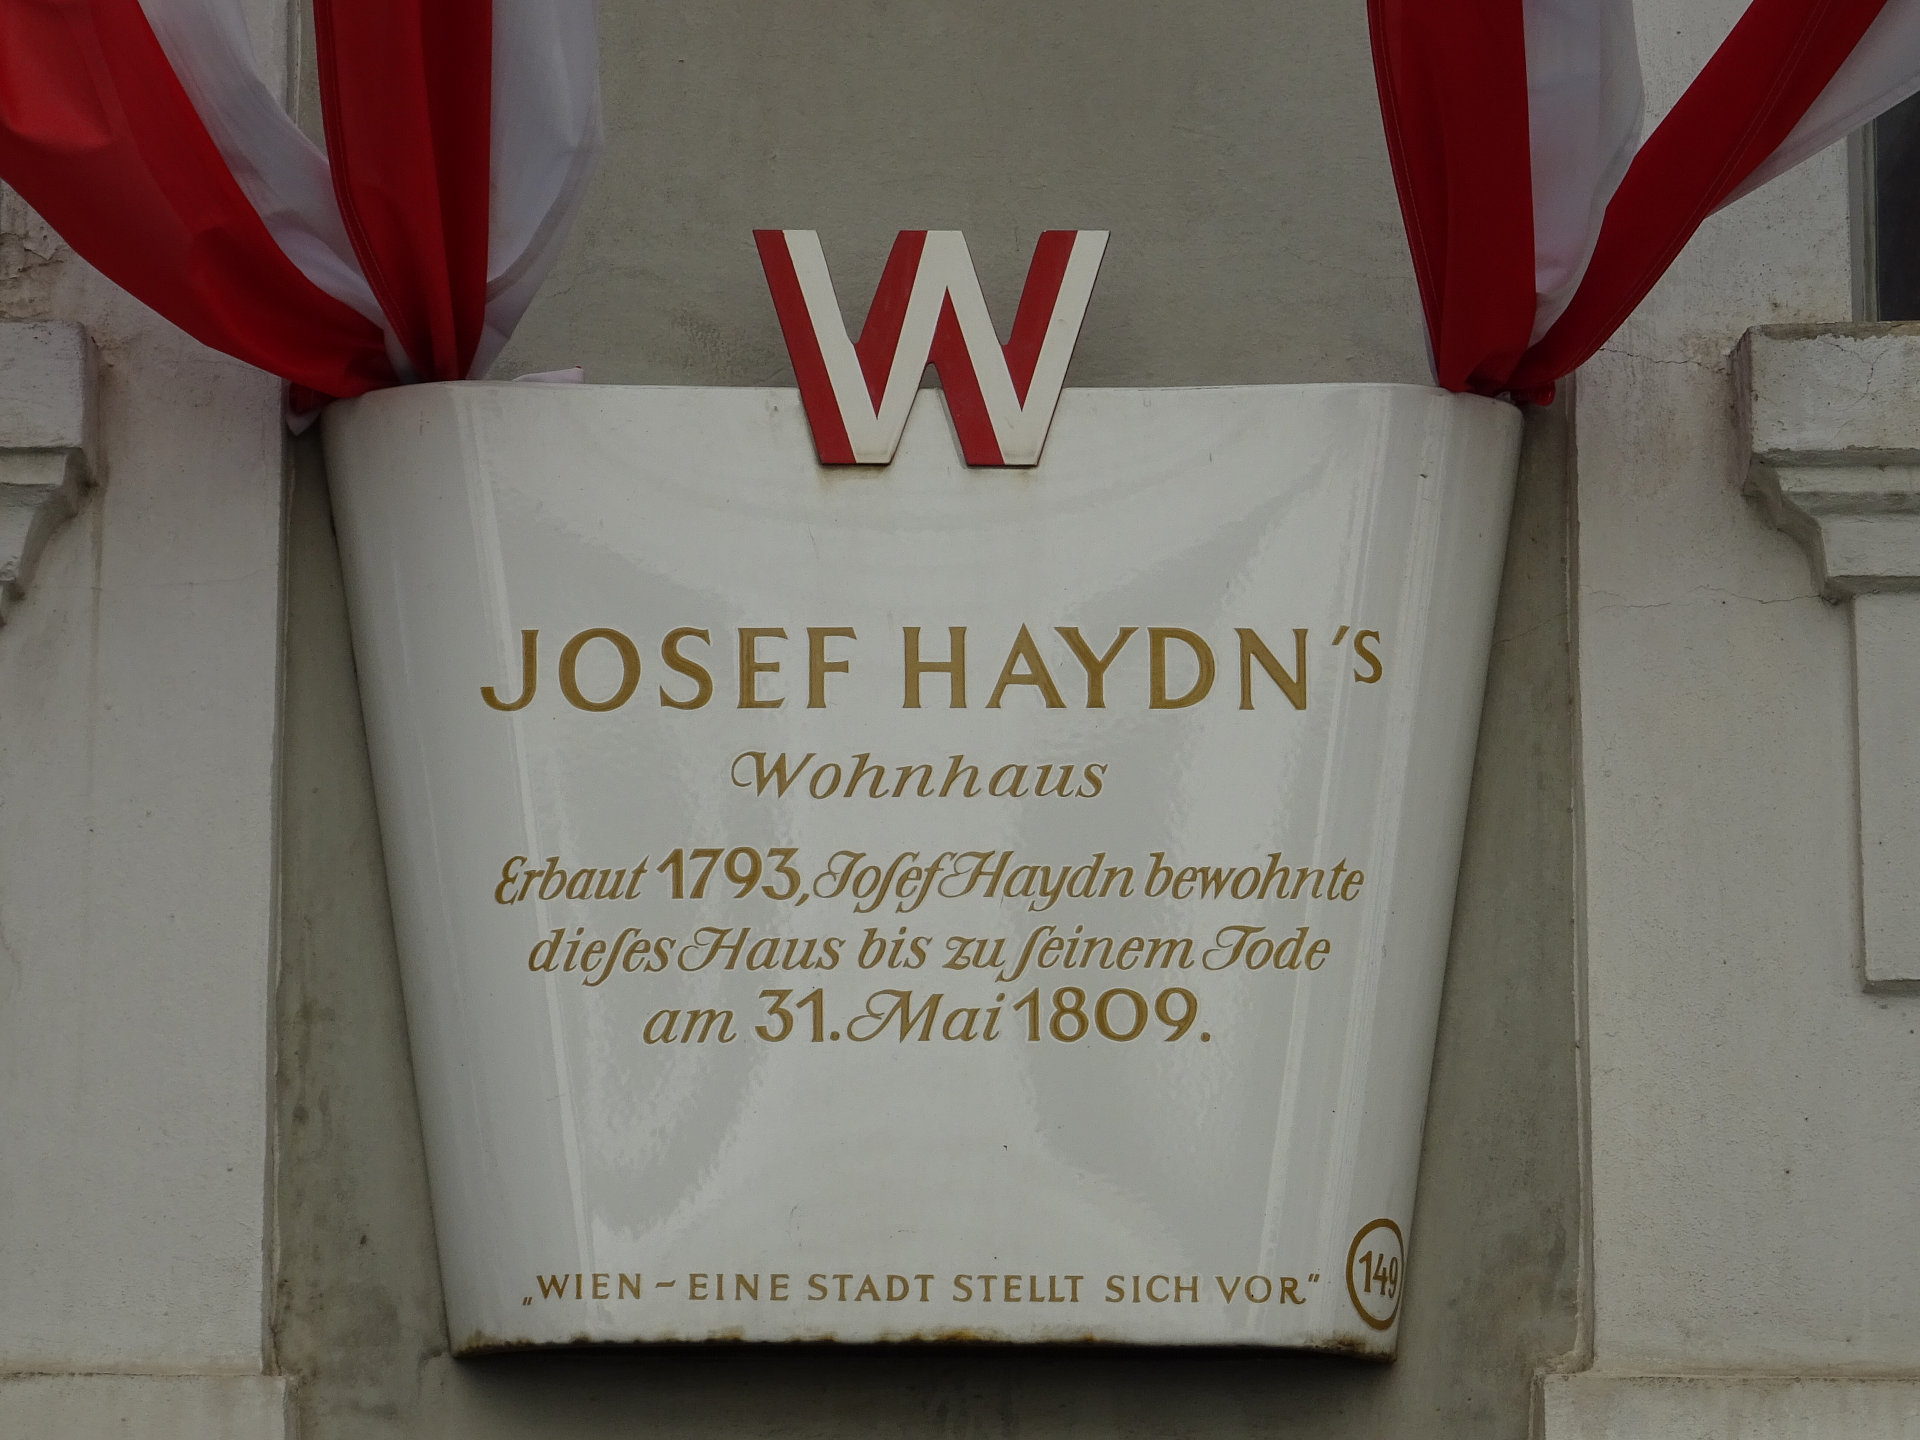 W
JOSEF HAYDN's
Wohnhaus
Erbaut 1793, Joſef Haydn bewohnte
dieſes Haus bis zu ſeinem Tode
am 31. Mai 1809.
„WIEN – EINE STADT STELLT SICH VOR" 149